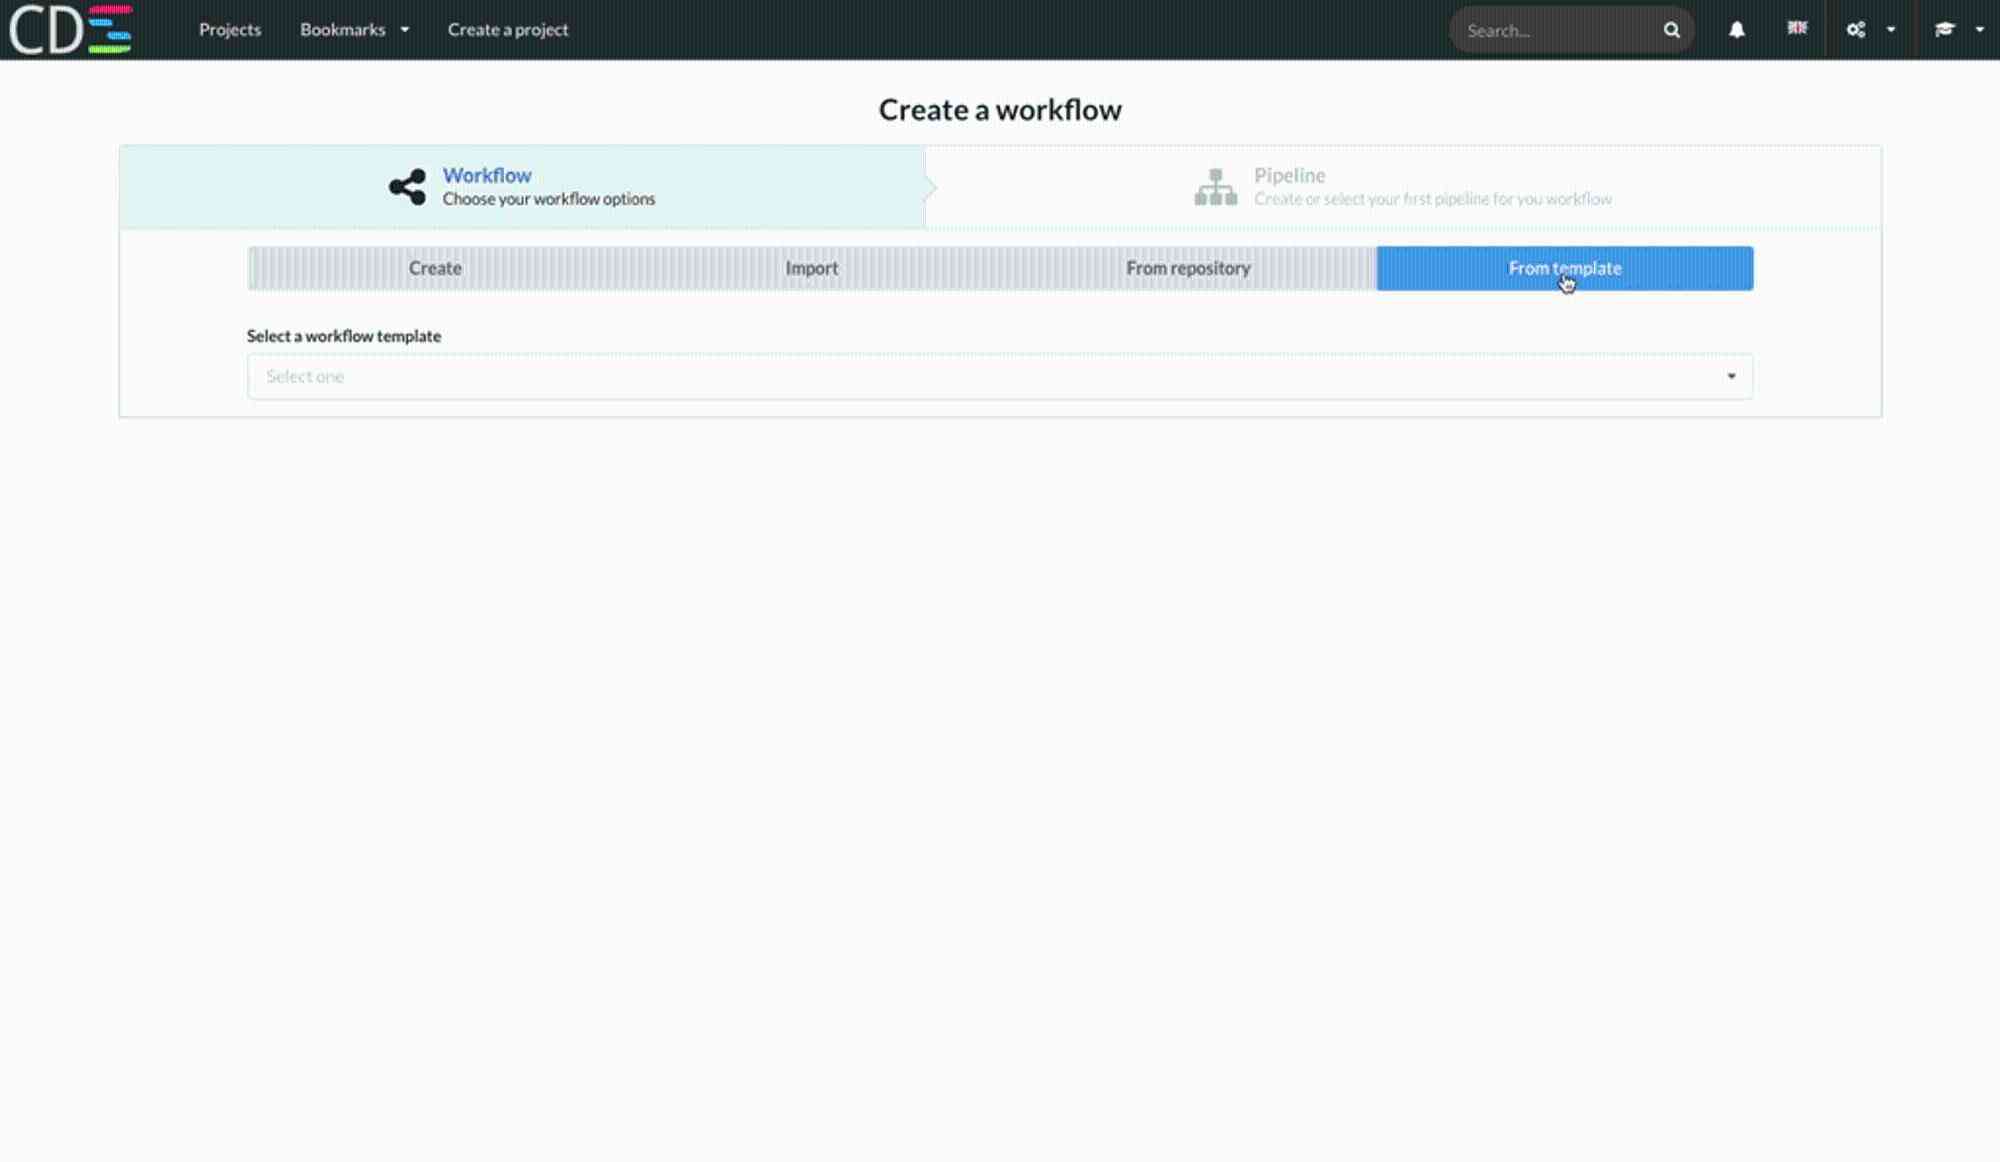 CDS
Projects Bookmarks Create a project Search...
Create a workflow
Workflow
Choose your workflow options
Pipeline
Create or select your first pipeline for you workflow
Create Import From repository From template
Select a workflow template
Select one